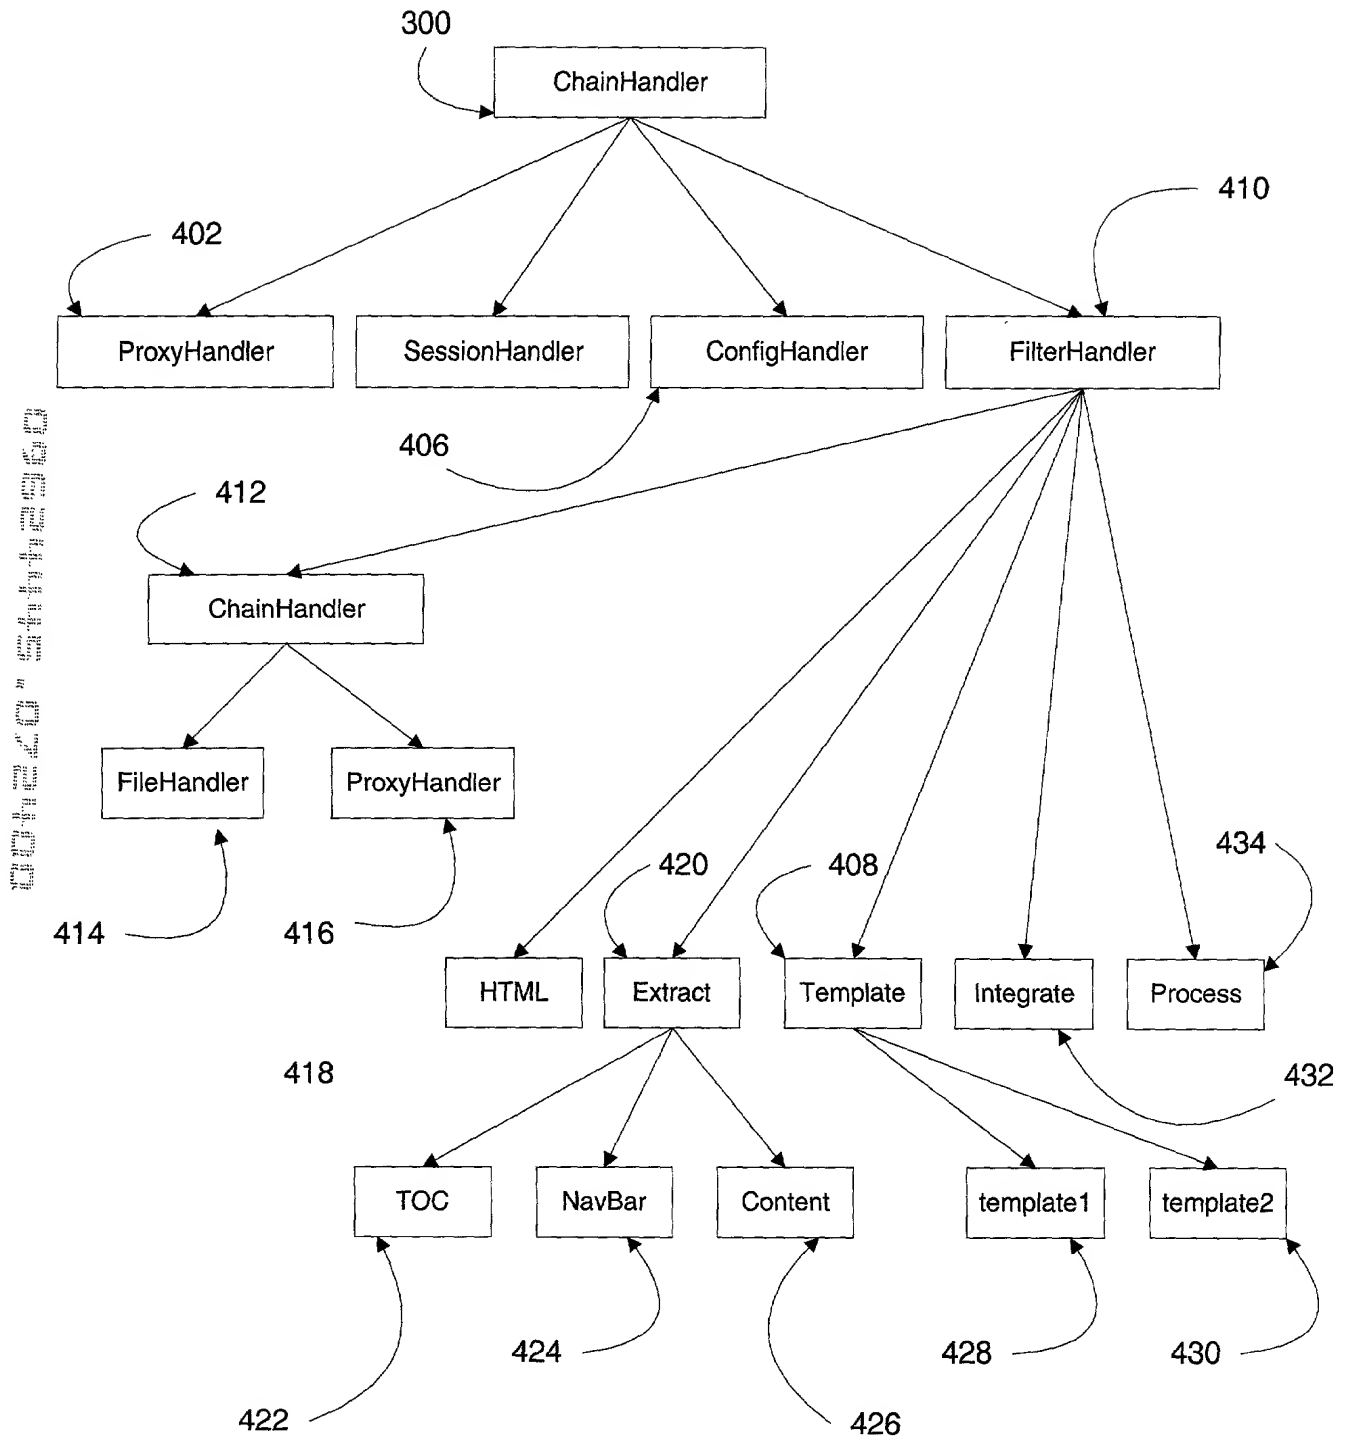 300
ChainHandler
410
402
ProxyHandler
SessionHandler
ConfigHandler
FilterHandler
406
412
ChainHandler
FileHandler
ProxyHandler
434
420
408
414
416
HTML
Extract
Template
Integrate
Process
418
432
TOC
NavBar
Content
template1
template2
424
428
430
422
426